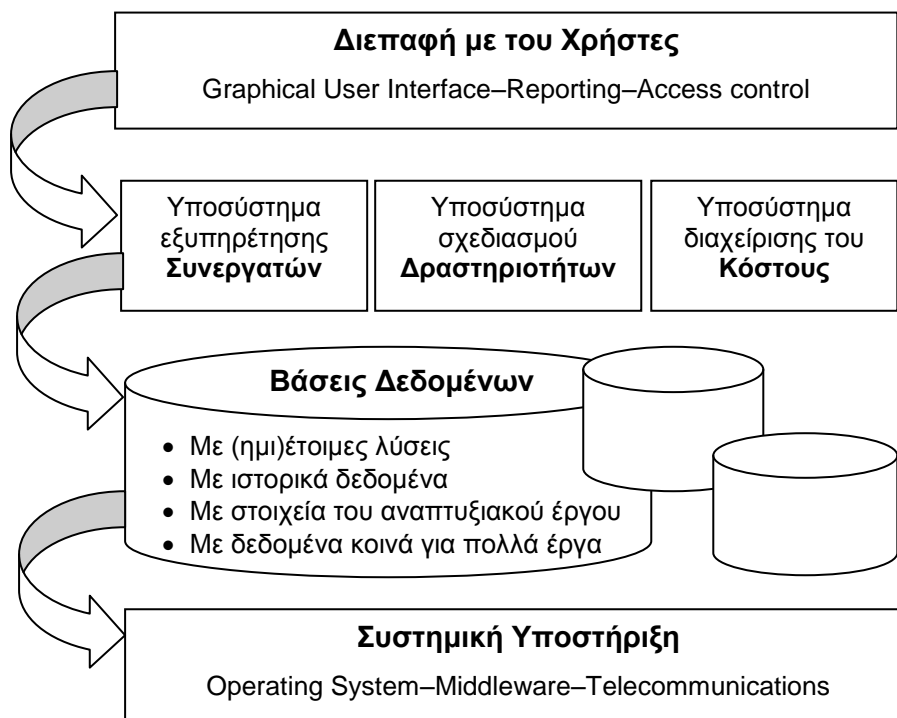 Διεπαφή με του Χρήστες
Graphical User Interface–Reporting–Access control
Υποσύστημα
εξυπηρέτησης
Συνεργατών
Υποσύστημα
σχεδιασμού
Δραστηριοτήτων
Υποσύστημα
διαχείρισης του
Κόστους
Βάσεις Δεδομένων
• Με (ημι)έτοιμες λύσεις
• Με ιστορικά δεδομένα
• Με στοιχεία του αναπτυξιακού έργου
• Με δεδομένα κοινά για πολλά έργα
Συστημική Υποστήριξη
Operating System–Middleware–Telecommunications